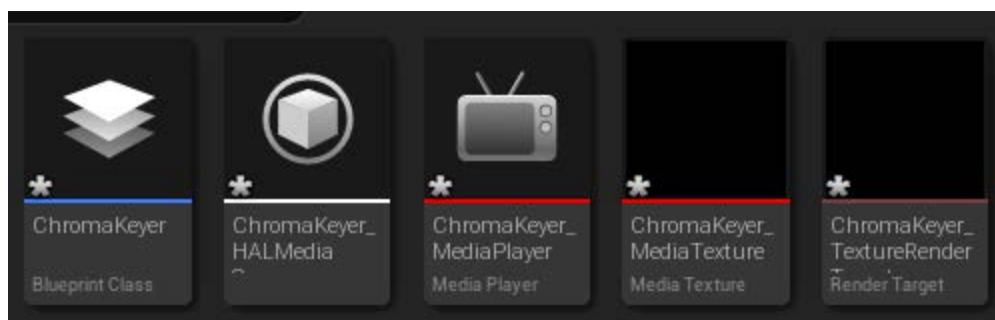 ChromaKeyer
Blueprint Class
ChromaKeyer_
HALMedia
ChromaKeyer_
MediaPlayer
Media Player
ChromaKeyer_
MediaTexture
Media Texture
ChromaKeyer_
TextureRender
Render Target